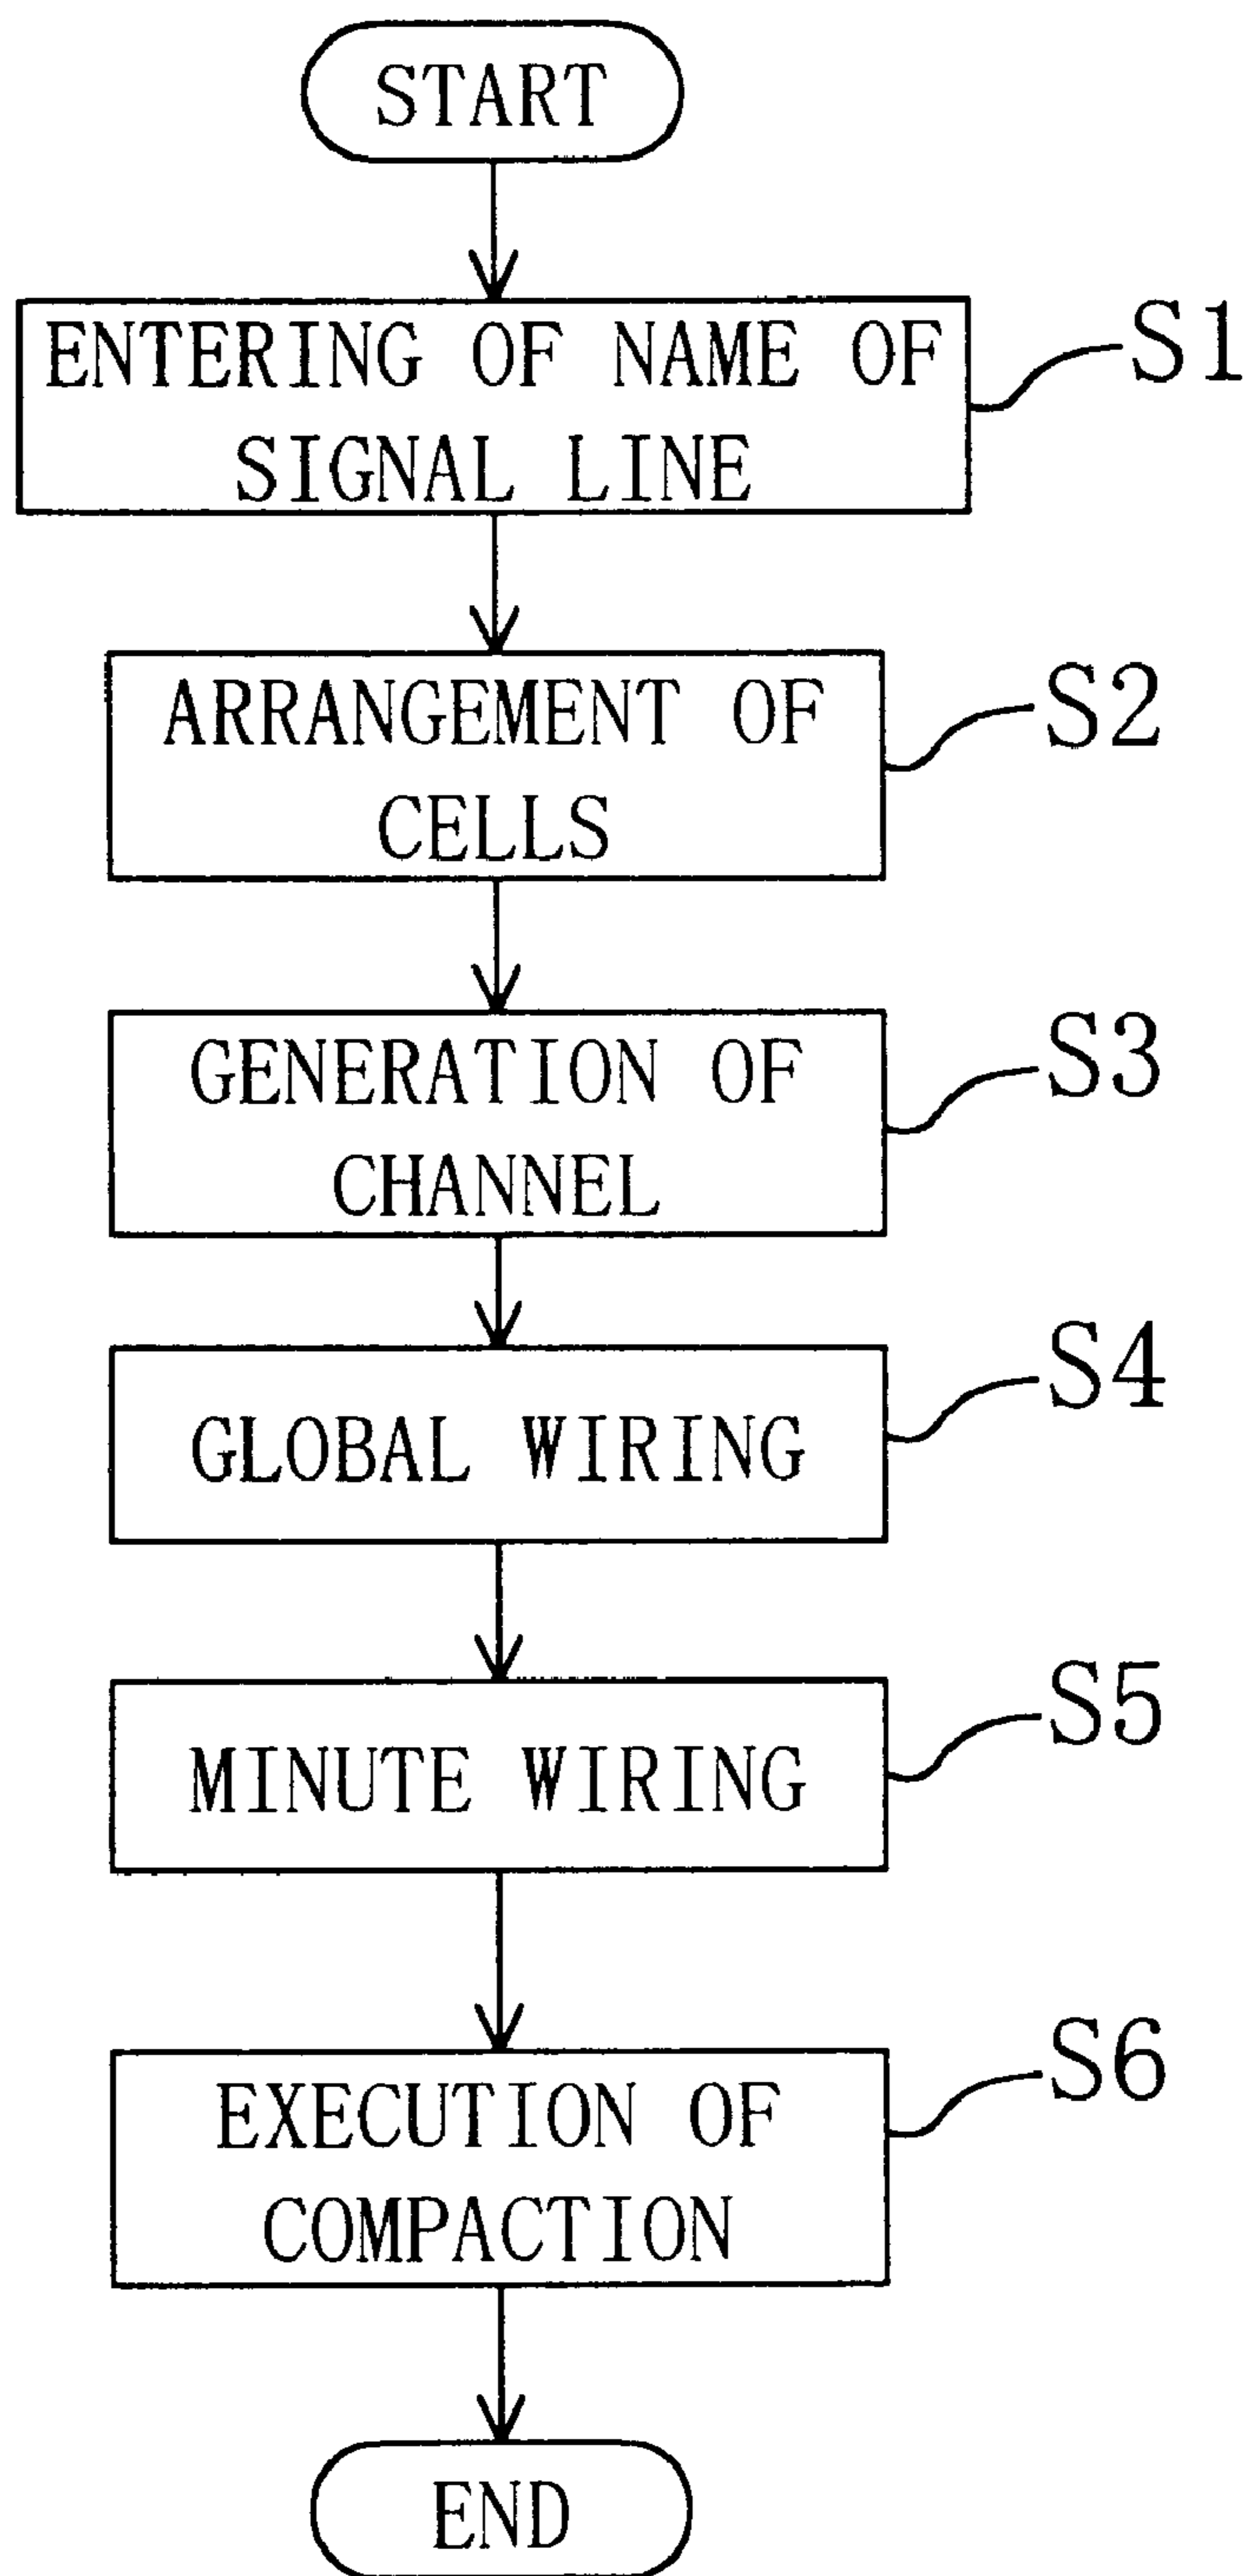 START
ENTERING OF NAME OF
SIGNAL LINE
S1
ARRANGEMENT OF
CELLS
S2
GENERATION OF
CHANNEL
S3
GLOBAL WIRING
S4
MINUTE WIRING
S5
EXECUTION OF
COMPACTION
S6
END